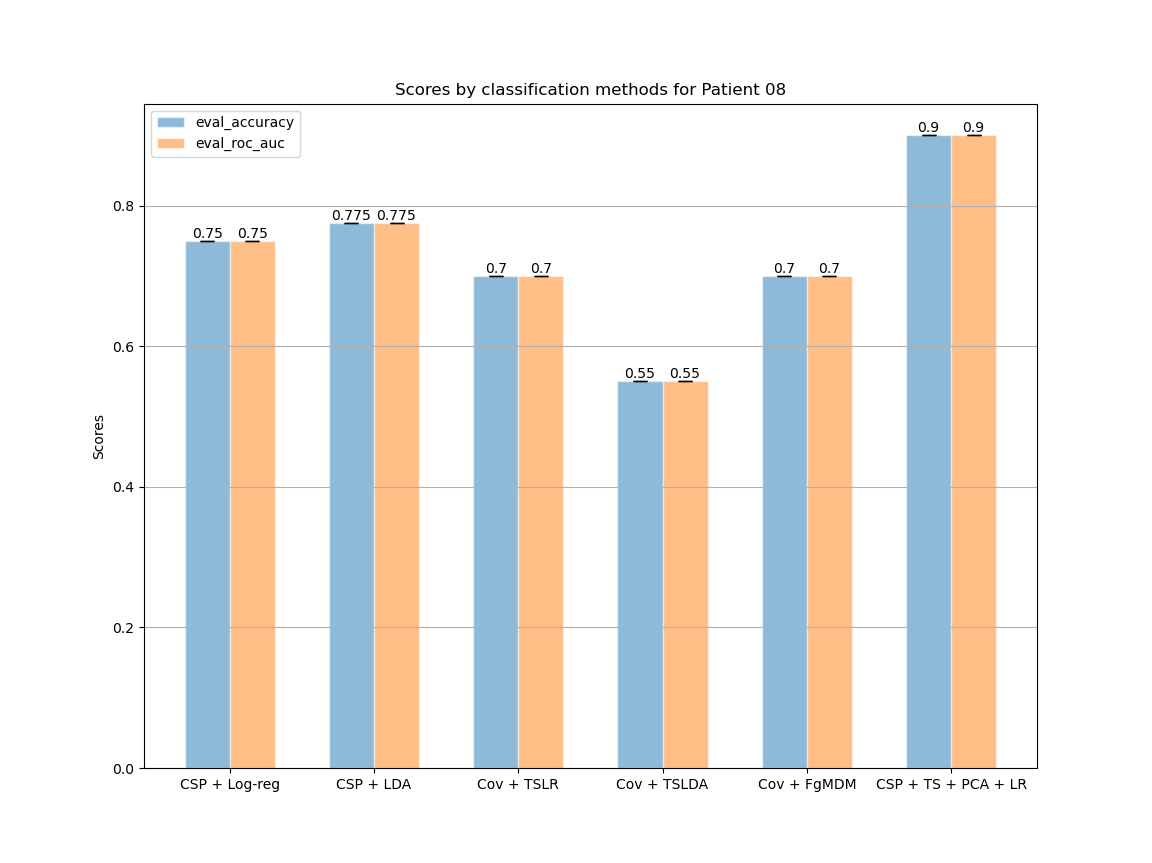 Scores by classification methods for Patient 08
eval_accuracy
eval_roc_auc
0.9 0.9
0.8
0.775 0.775
0.75 0.75
0.7 0.7
0.7 0.7
0.6
0.55 0.55
Scores
0.4
0.2
0.0
CSP + Log-reg
CSP + LDA
Cov + TSLR
Cov + TSLDA
Cov + FgMDM
CSP + TS + PCA + LR